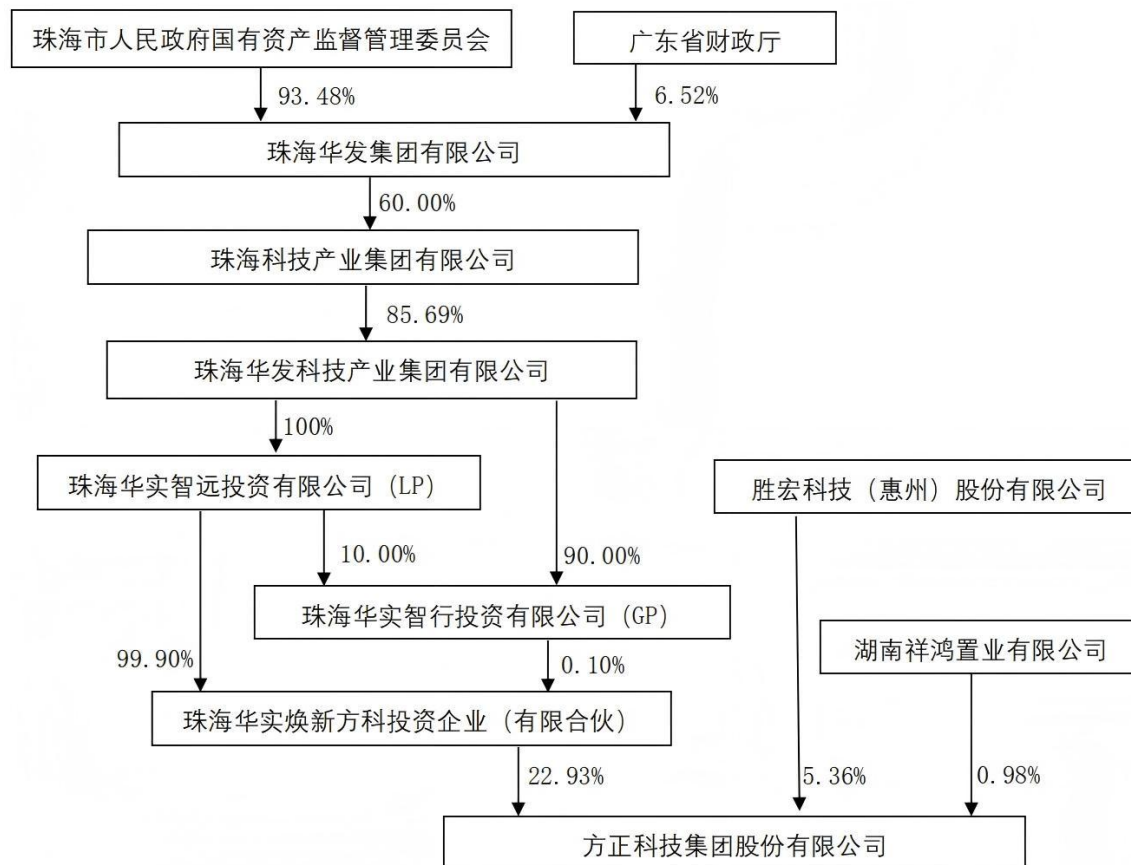 珠海市人民政府国有资产监督管理委员会
广东省财政厅
93.48%
6.52%
珠海华发集团有限公司
60.00%
珠海科技产业集团有限公司
85.69%
珠海华发科技产业集团有限公司
100%
珠海华实智远投资有限公司（LP）
胜宏科技（惠州）股份有限公司
10.00%
90.00%
珠海华实智行投资有限公司（GP）
湖南祥鸿置业有限公司
99.90%
0.10%
珠海华实焕新方科投资企业（有限合伙）
22.93%
5.36%
0.98%
方正科技集团股份有限公司